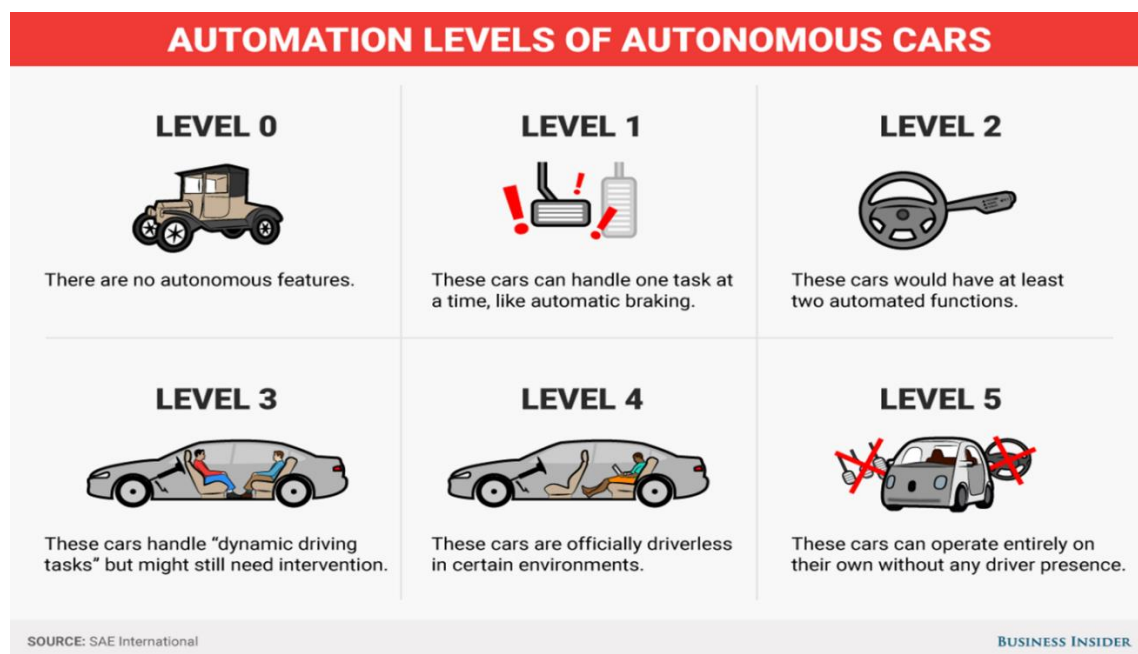 AUTOMATION LEVELS OF AUTONOMOUS CARS
LEVEL 0
There are no autonomous features.
LEVEL 1
These cars can handle one task at
a time, like automatic braking.
LEVEL 2
These cars would have at least
two automated functions.
LEVEL 3
These cars handle “dynamic driving
tasks” but might still need intervention.
LEVEL 4
These cars are officially driverless
in certain environments.
LEVEL 5
These cars can operate entirely on
their own without any driver presence.
SOURCE: SAE International
BUSINESS INSIDER